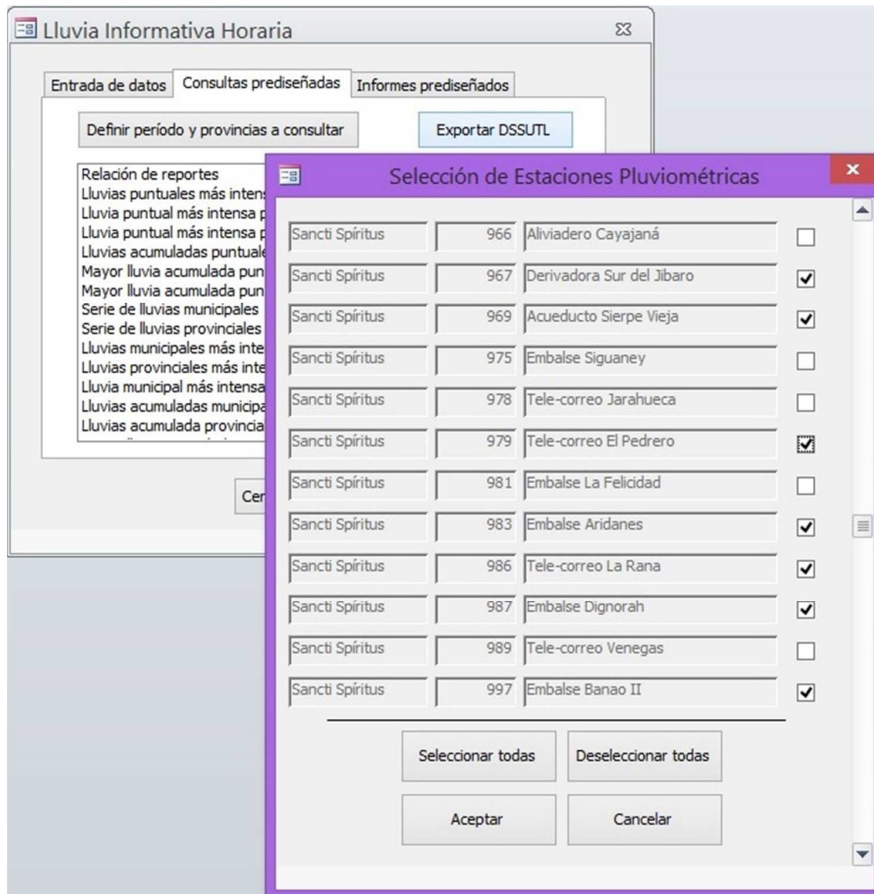 Lluvia Informativa Horaria
Entrada de datos
Consultas prediseñadas
Informes prediseñados
Definir período y provincias a consultar
Exportar DSSUTL
Relación de reportes
Lluvias puntuales más inten
Lluvia puntual más intensa p
Lluvia puntual más intensa p
Lluvias acumuladas puntuale
Mayor lluvia acumulada pun
Mayor lluvia acumulada pun
Serie de lluvias municipales
Serie de lluvias provinciales
Lluvias municipales más inte
Lluvias provinciales más inte
Lluvia municipal más intensa
Lluvias acumuladas municipa
Lluvias acumulada provincia
Cer
Selección de Estaciones Pluviométricas
Sancti Spíritus 966 Aliviadero Cayajaná
Sancti Spíritus 967 Derivadora Sur del Jibaro
Sancti Spíritus 969 Acueducto Sierpe Vieja
Sancti Spíritus 975 Embalse Siguaney
Sancti Spíritus 978 Tele-correo Jarahueca
Sancti Spíritus 979 Tele-correo El Pedrero
Sancti Spíritus 981 Embalse La Felicidad
Sancti Spíritus 983 Embalse Aridanes
Sancti Spíritus 986 Tele-correo La Rana
Sancti Spíritus 987 Embalse Dignorah
Sancti Spíritus 989 Tele-correo Venegas
Sancti Spíritus 997 Embalse Banao II
Seleccionar todas
Deseleccionar todas
Aceptar
Cancelar